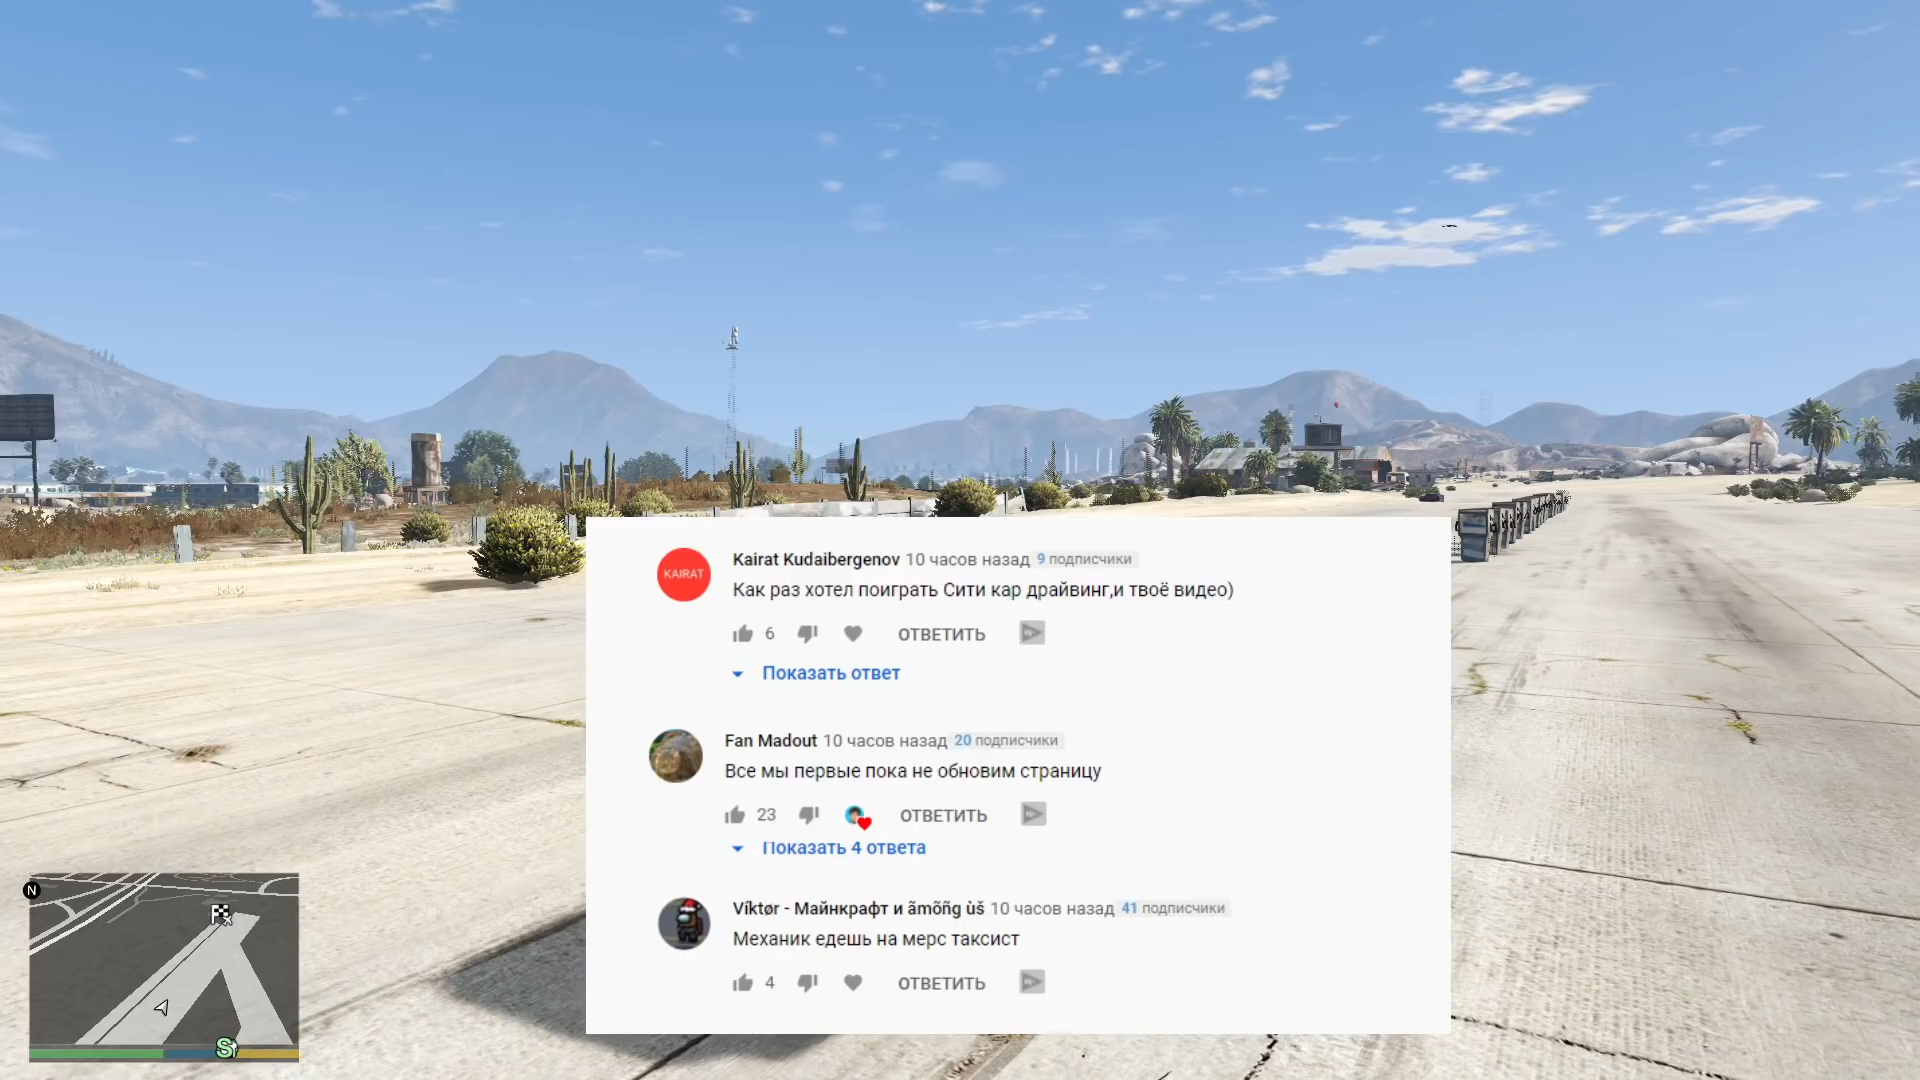 KAIRAT
Kairat Kudaibergenov 10 часов назад 9 подписчики
Как раз хотел поиграть Сити кар драйвинг,и твоё видео)
6 ОТВЕТИТЬ
Показать ответ
Fan Madout 10 часов назад 20 подписчики
Все мы первые пока не обновим страницу
23 ОТВЕТИТЬ
Показать 4 ответа
Víktør - Майнкрафт и ãmõñg ùš 10 часов назад 41 подписчики
Механик едешь на мерс таксист
4 ОТВЕТИТЬ
N
S